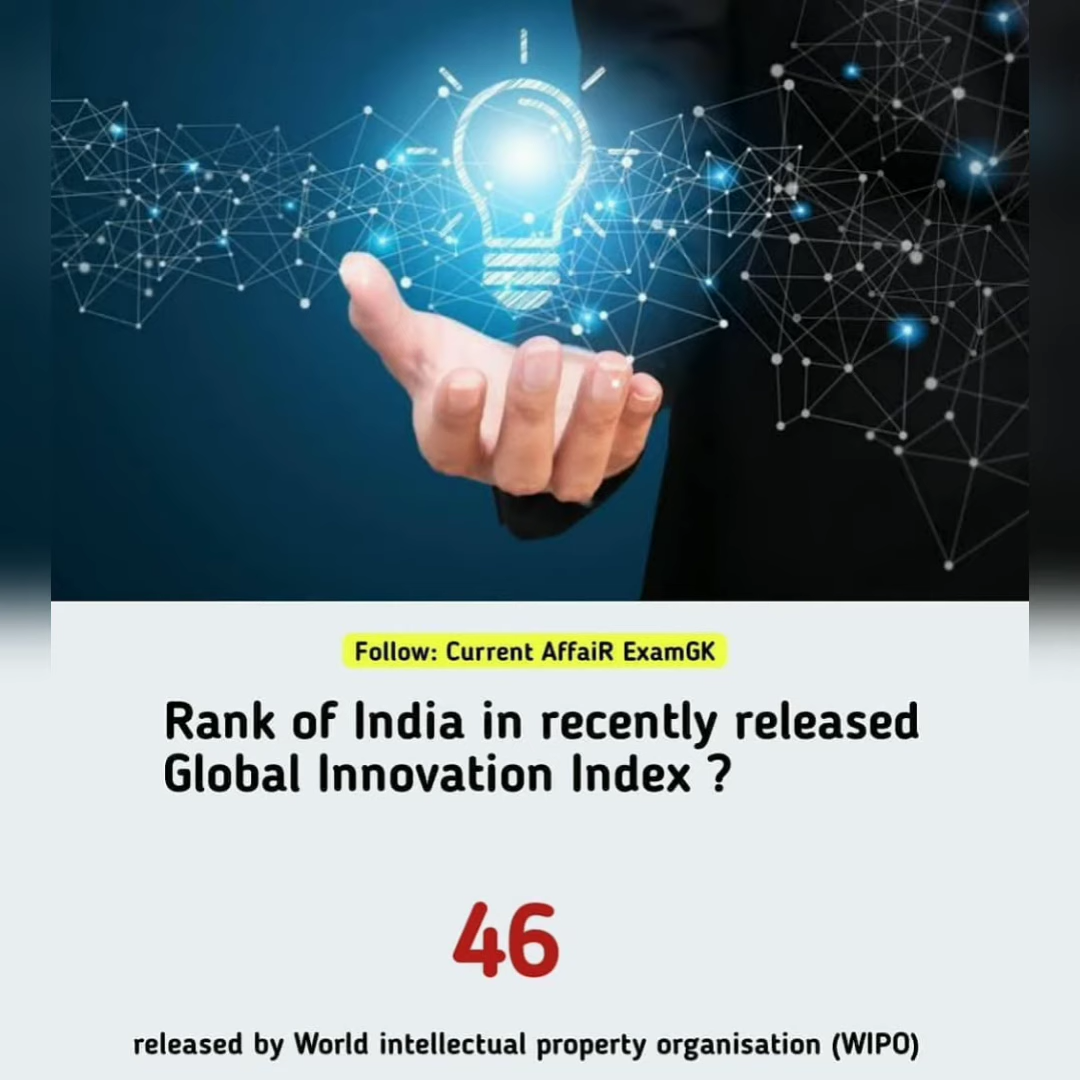 Follow: Current AffaiR ExamGK
Rank of India in recently released
Global Innovation Index ?
46
released by World intellectual property organisation (WIPO)